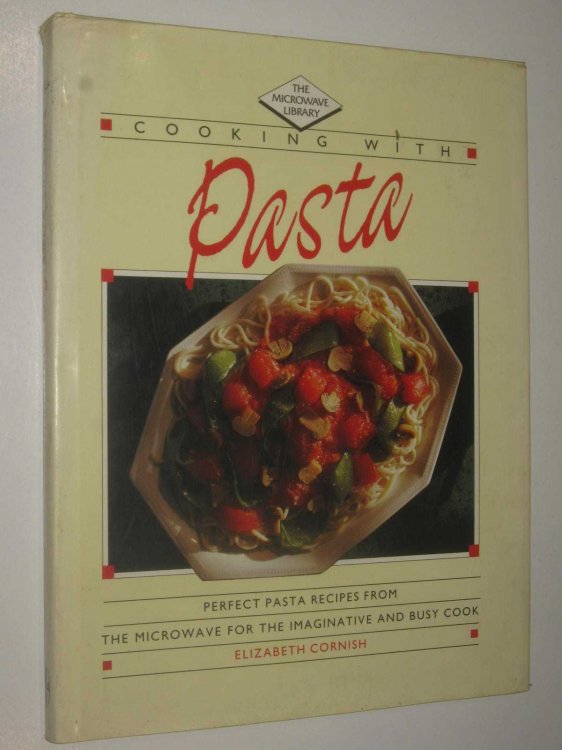 THE
MICROWAVE
LIBRARY
COOKING WITH
Pasta
PERFECT PASTA RECIPES FROM
THE MICROWAVE FOR THE IMAGINATIVE AND BUSY COOK
ELIZABETH CORNISH